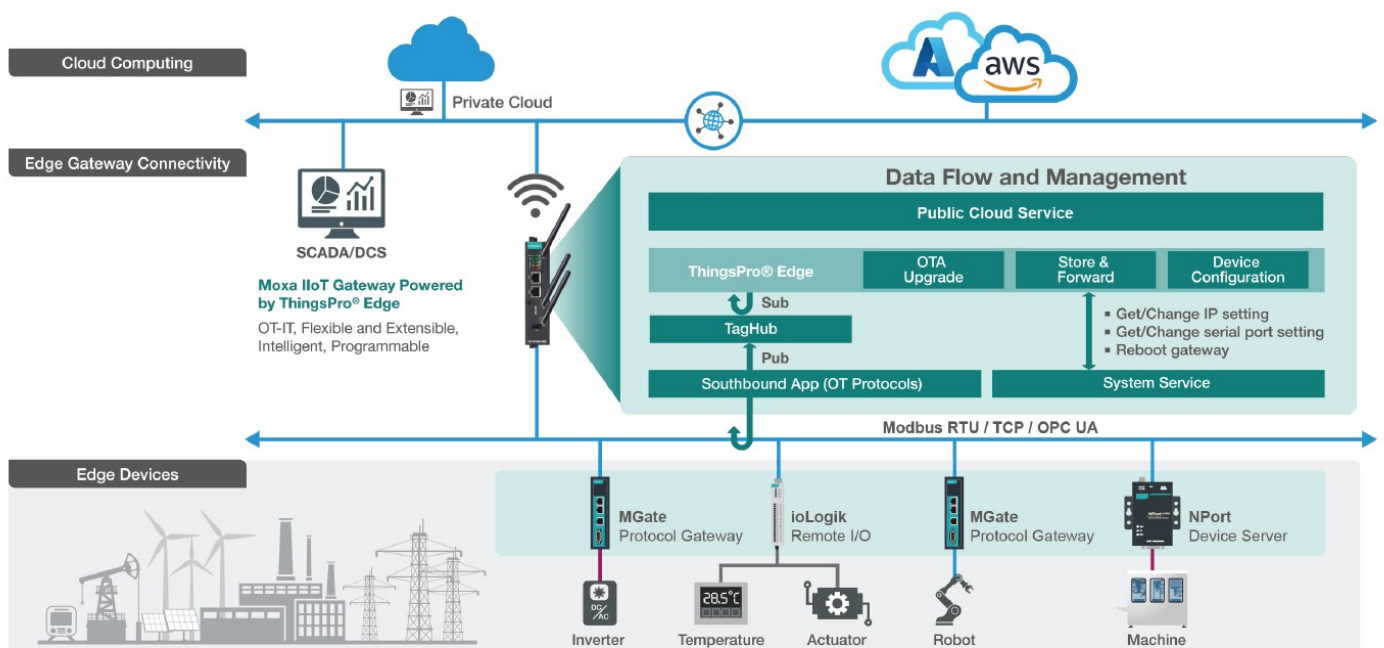 Cloud Computing
Private Cloud
aws
Edge Gateway Connectivity
SCADA/DCS
Moxa IIoT Gateway Powered
by ThingsPro® Edge
OT-IT, Flexible and Extensible,
Intelligent, Programmable
Data Flow and Management
Public Cloud Service
ThingsPro® Edge
OTA
Upgrade
Store &
Forward
Device
Configuration
Sub
TagHub
Pub
▪ Get/Change IP setting
▪ Get/Change serial port setting
▪ Reboot gateway
Southbound App (OT Protocols)
System Service
Modbus RTU / TCP / OPC UA
Edge Devices
MGate
Protocol Gateway
ioLogik
Remote I/O
MGate
Protocol Gateway
NPort
Device Server
DC/
AC
28.5°C
Inverter
Temperature
Actuator
Robot
Machine